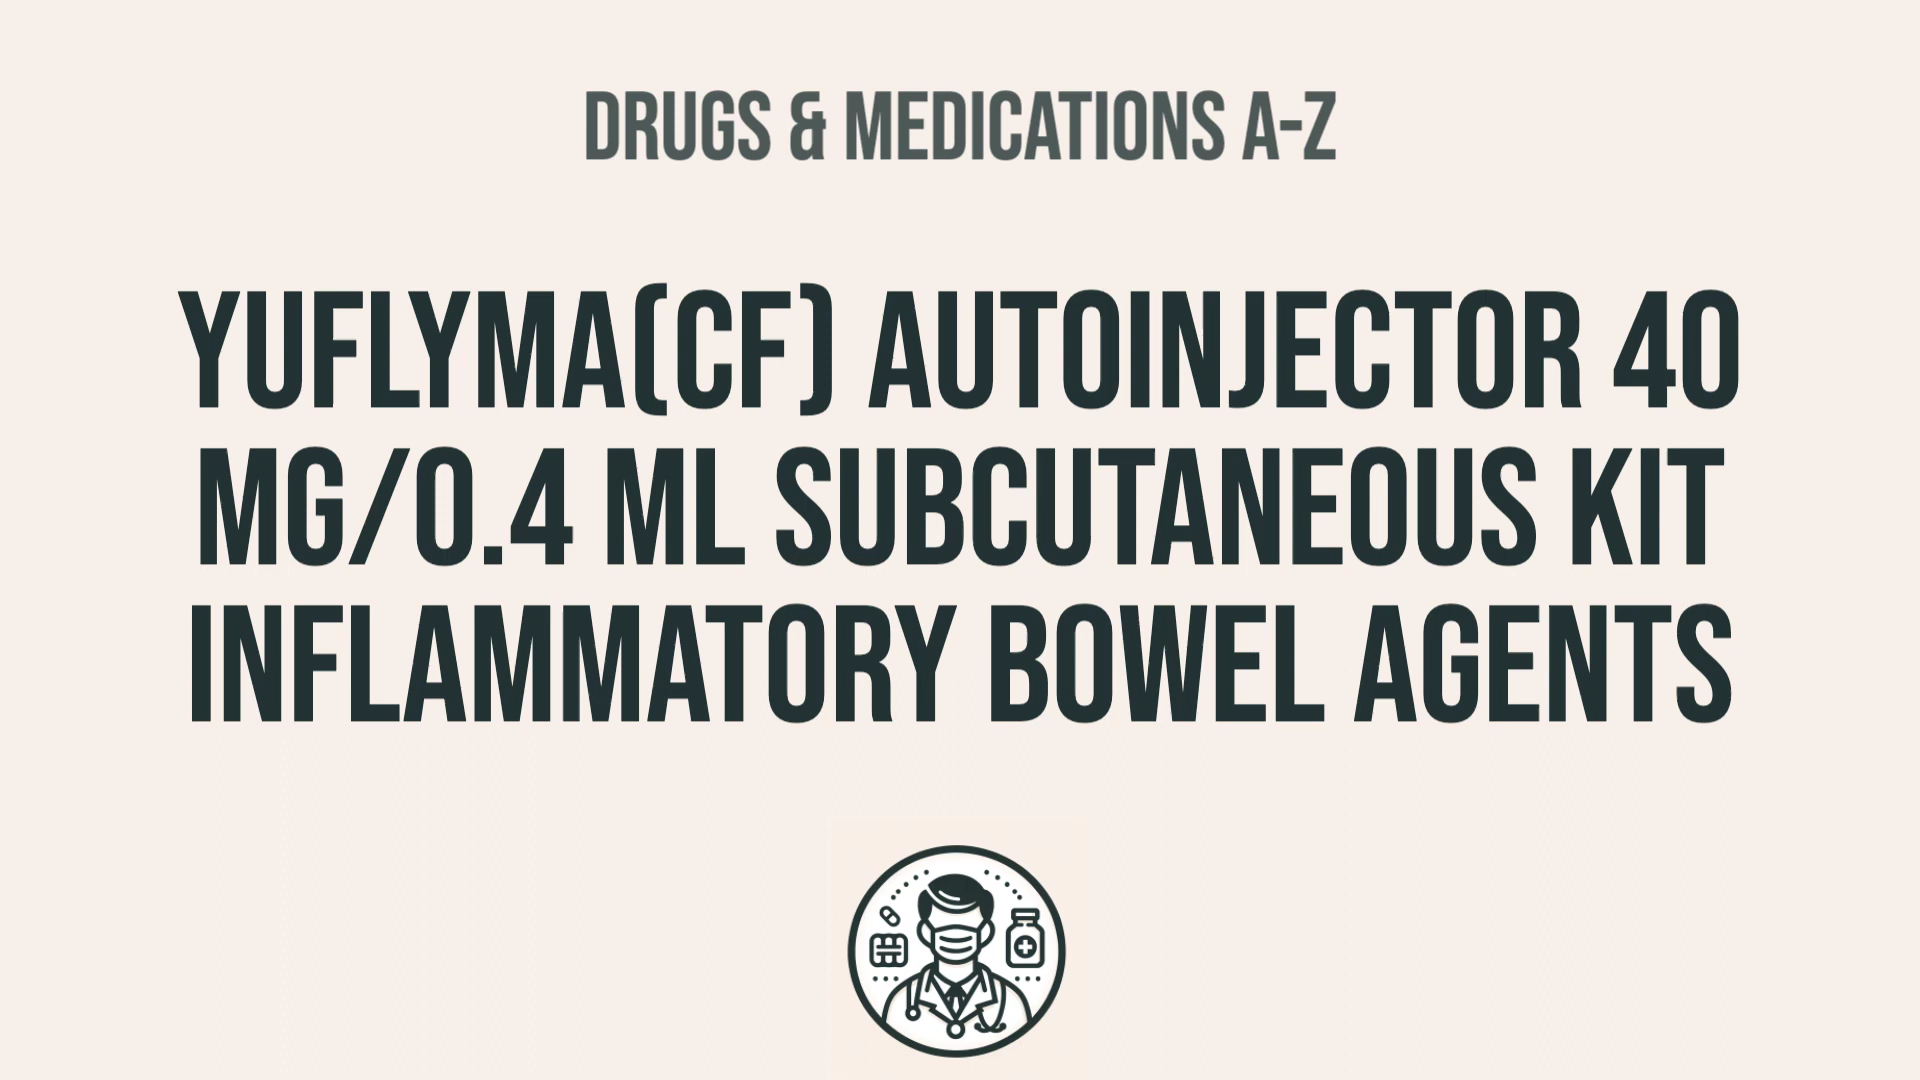 DRUGS & MEDICATIONS A-Z
YUFLYMA(CF) AUTOINJECTOR 40
MG/0.4 ML SUBCUTANEOUS KIT
INFLAMMATORY BOWEL AGENTS